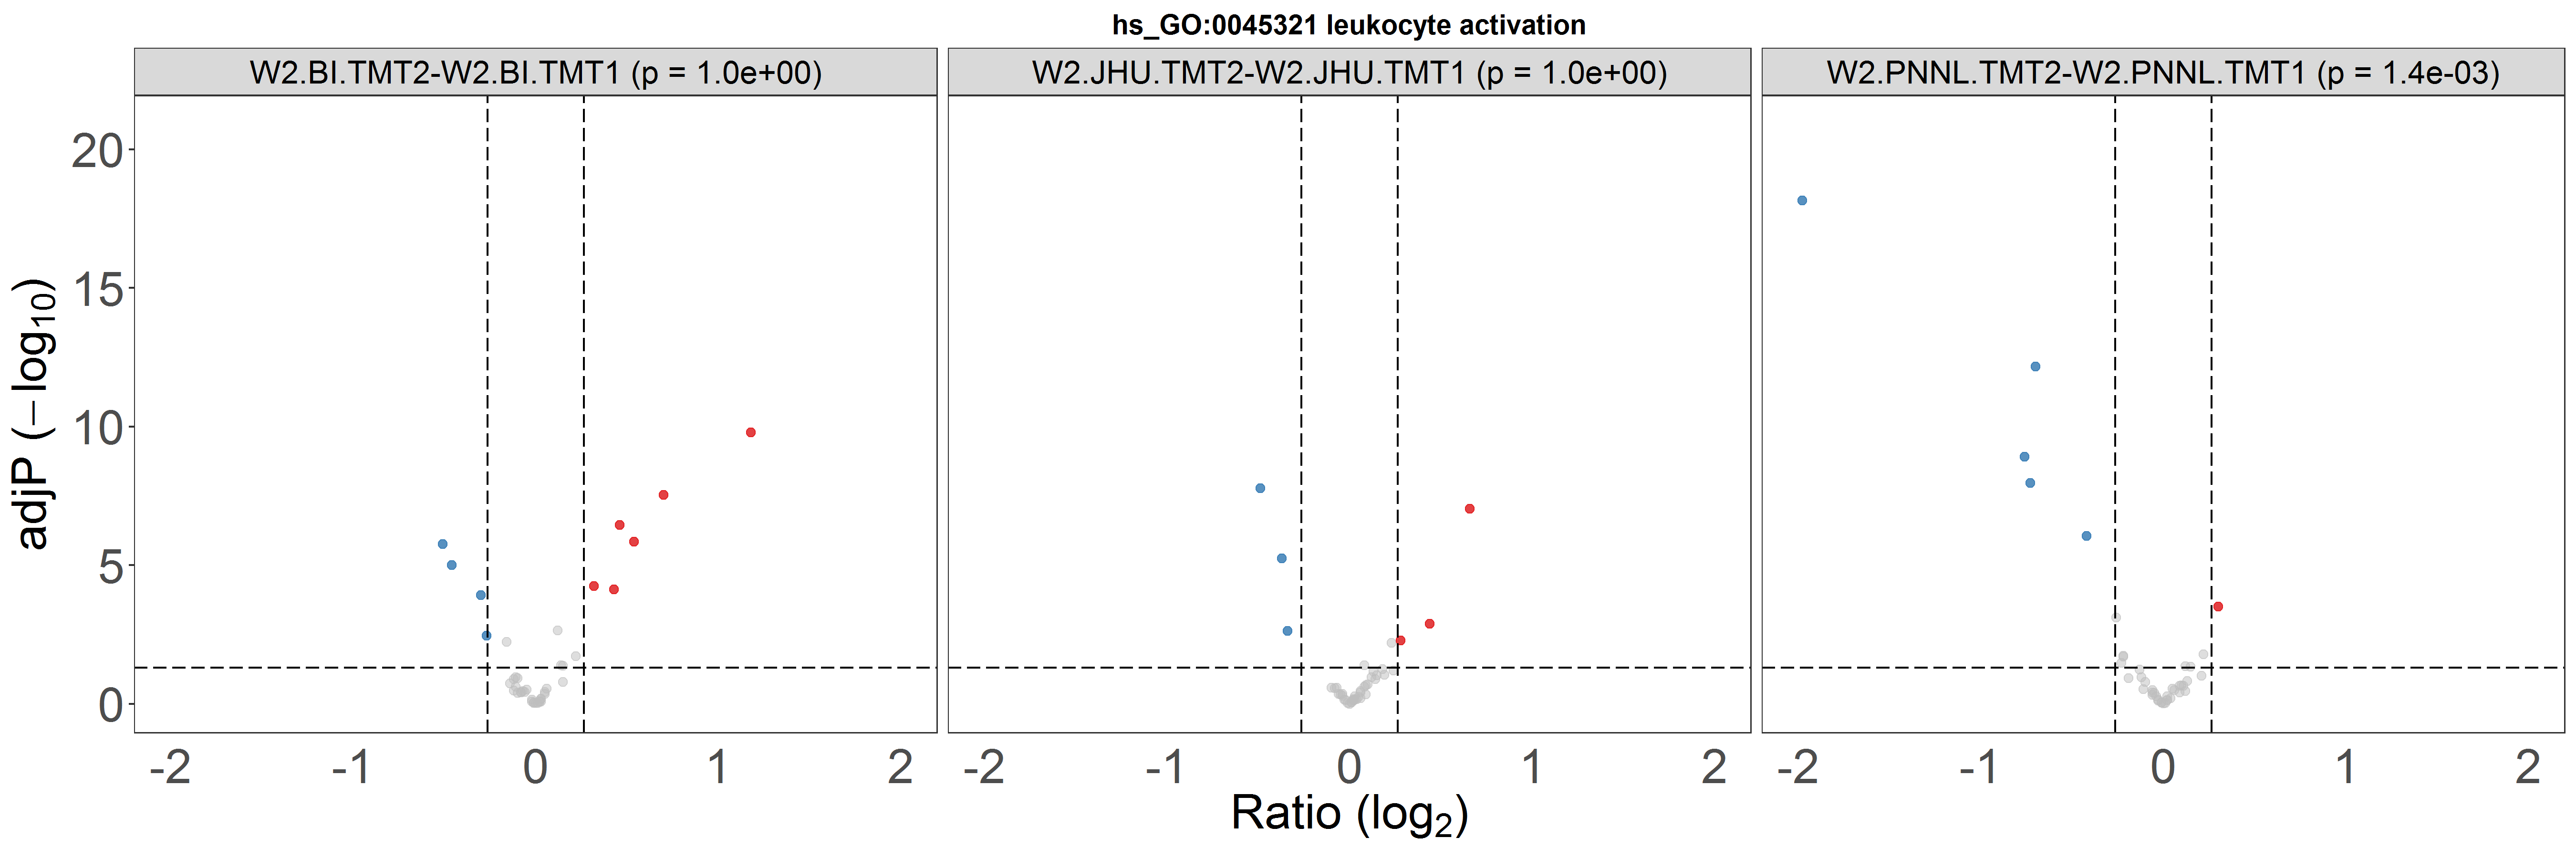 hs_GO:0045321 leukocyte activation
W2.BI.TMT2-W2.BI.TMT1 (p = 1.0e+00)
W2.JHU.TMT2-W2.JHU.TMT1 (p = 1.0e+00)
W2.PNNL.TMT2-W2.PNNL.TMT1 (p = 1.4e-03)
adjP (−log10)
20
15
10
5
0
-2 -1 0 1 2
-2 -1 0 1 2
-2 -1 0 1 2
Ratio (log2)